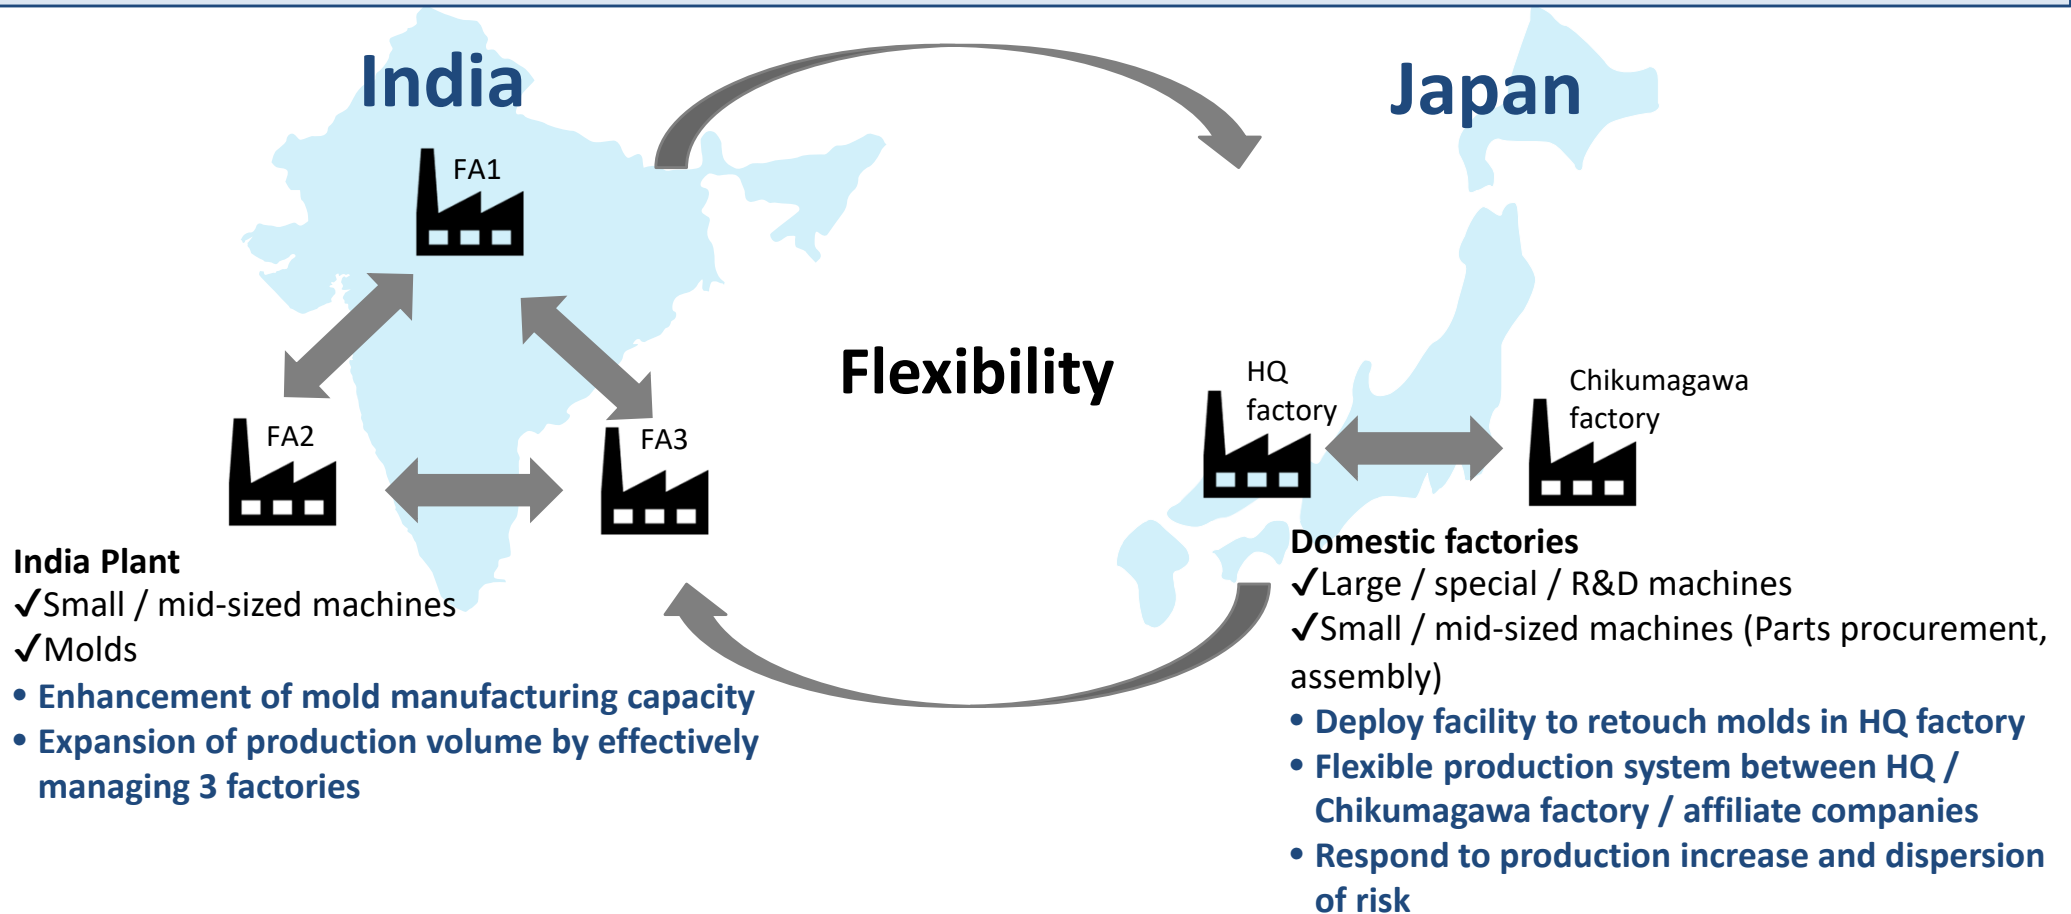 India
Japan
FA1
FA2
FA3
Flexibility
HQ
factory
Chikumagawa
factory
India Plant
✓Small / mid-sized machines
✓Molds
• Enhancement of mold manufacturing capacity
• Expansion of production volume by effectively
managing 3 factories
Domestic factories
✓Large / special / R&D machines
✓Small / mid-sized machines (Parts procurement,
assembly)
• Deploy facility to retouch molds in HQ factory
• Flexible production system between HQ /
Chikumagawa factory / affiliate companies
• Respond to production increase and dispersion
of risk